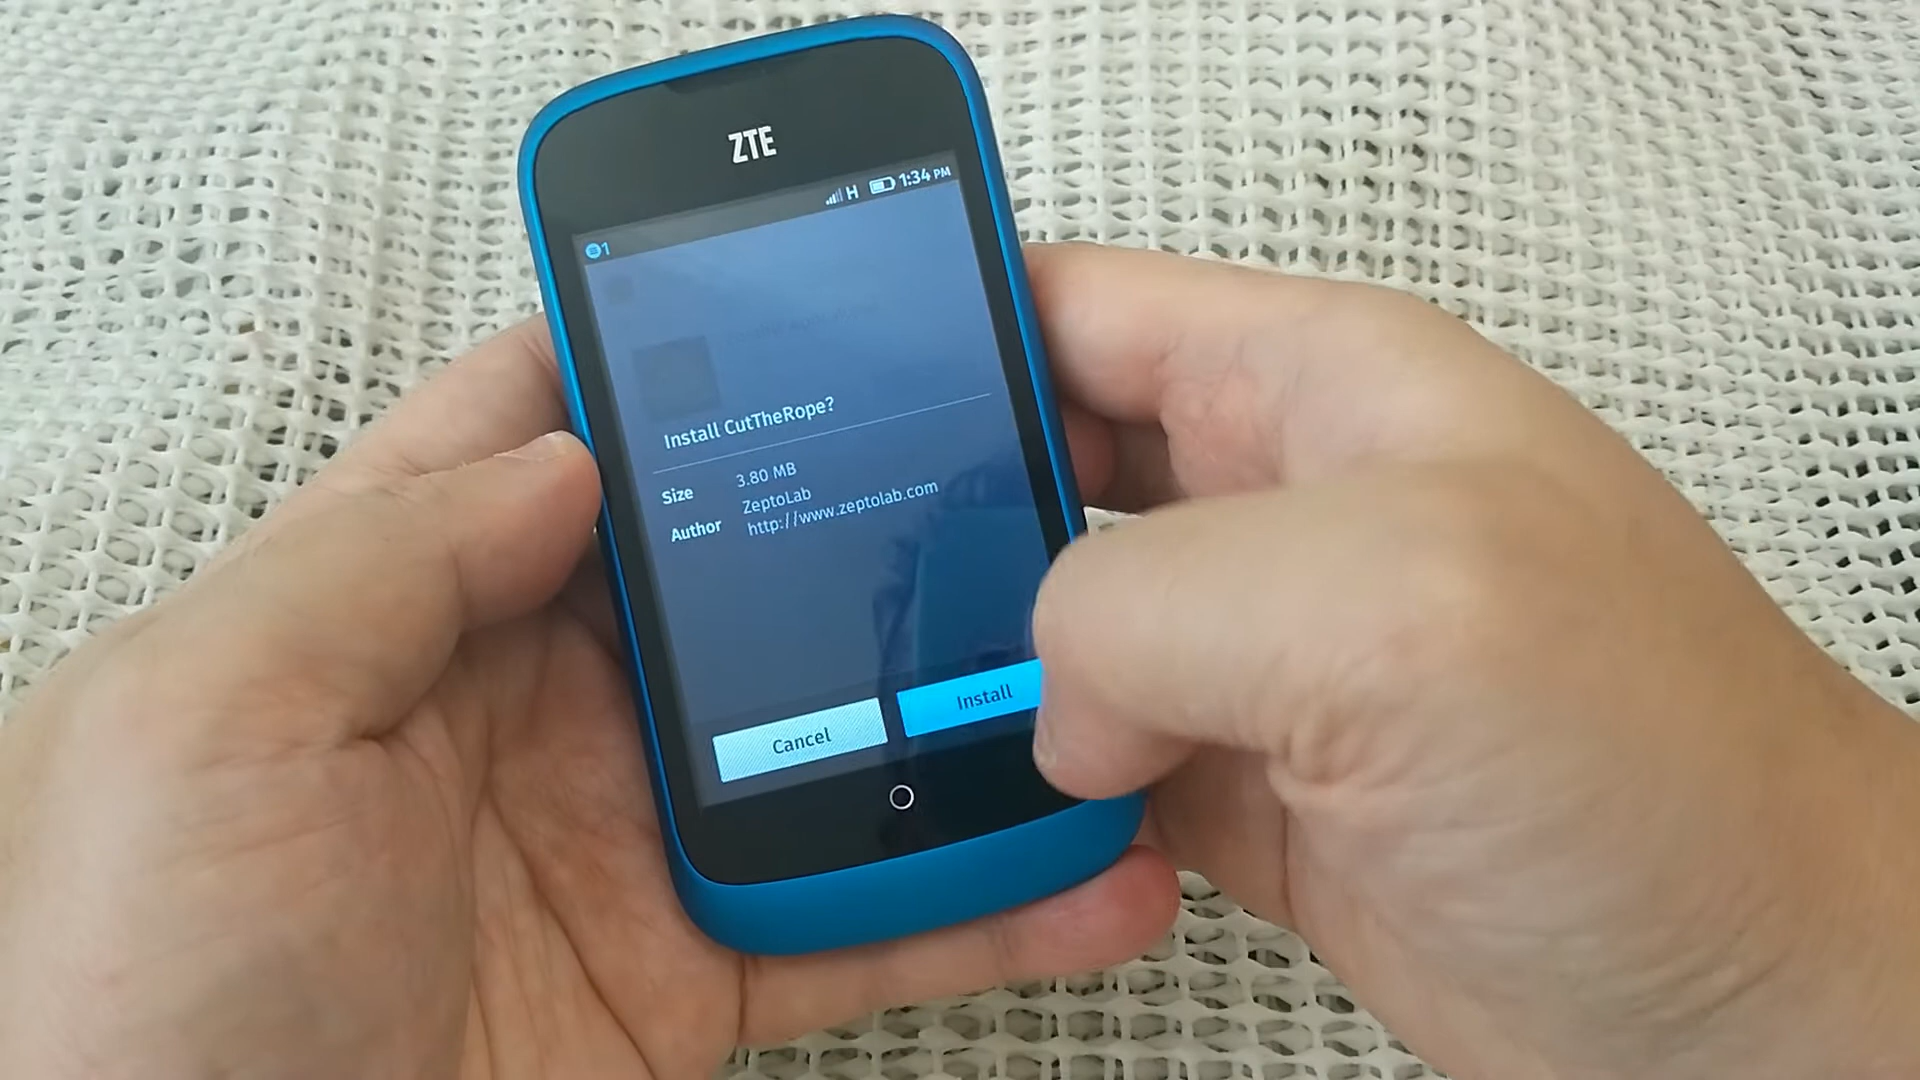 ZTE
H 1:34 PM
1
Install CutTheRope?
Size 3.80 MB
Author ZeptoLab
http://www.zeptolab.com
Cancel Install